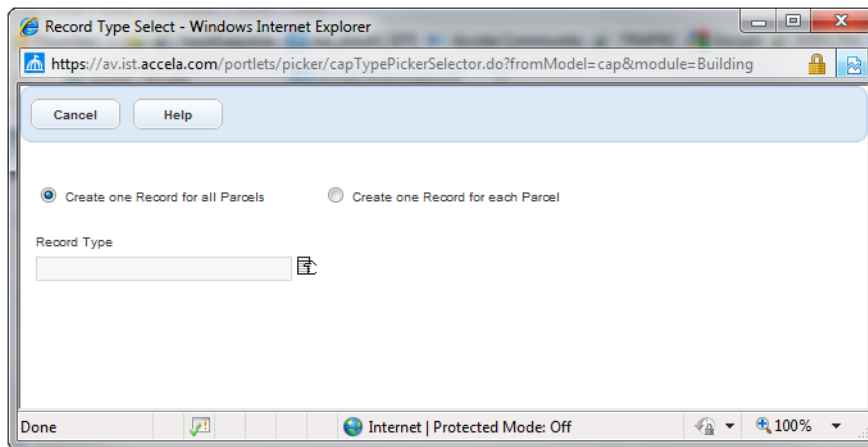 Record Type Select - Windows Internet Explorer
https://av.ist.accela.com/portlets/picker/capTypePickerSelector.do?fromModel=cap&module=Building
Cancel Help
Create one Record for all Parcels Create one Record for each Parcel
Record Type
Done Internet | Protected Mode: Off 100%